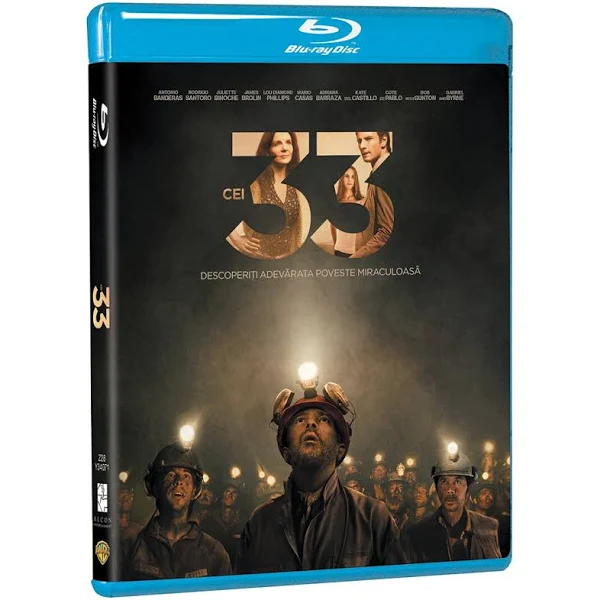 Blu-ray Disc
ANTONIO BANDERAS RODRIGO SANTORO JULIETTE BINOCHE JAMES BROLIN LOU DIAMOND PHILLIPS MARIO CASAS ADRIANA BARRAZA KATE DEL CASTILLO COTE DE PABLO BOB GUNTON GABRIEL BYRNE
CEI
33
DESCOPERIȚI ADEVĂRATA POVESTE MIRACULOASĂ
Blu-ray Disc
33